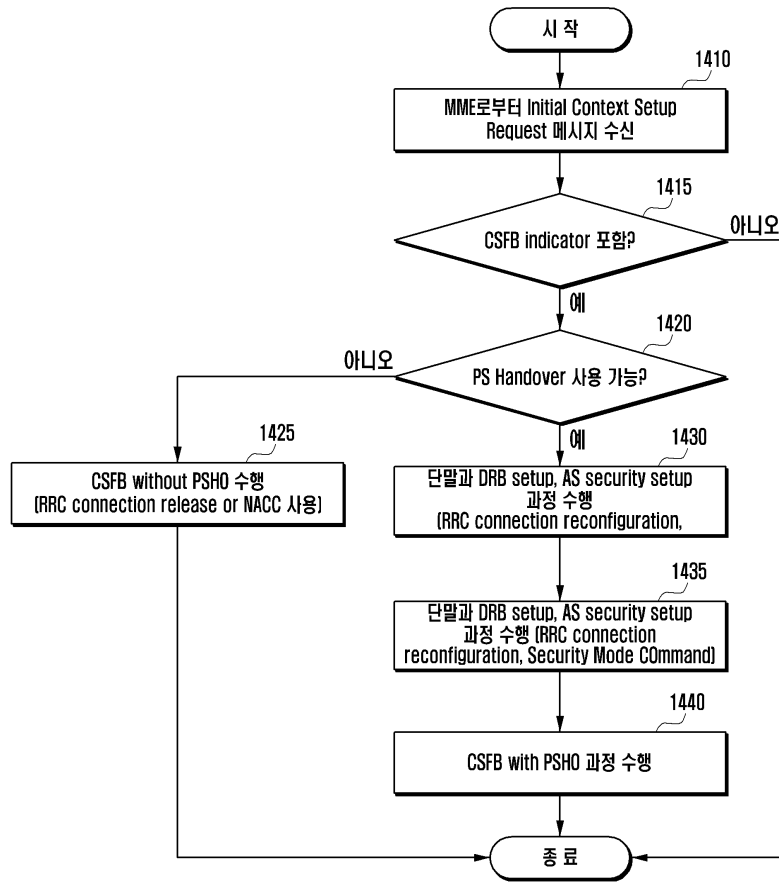 시 작
1410
MME로부터 Initial Context Setup
Request 메시지 수신
1415
CSFB indicator 포함?
아니오
예
1420
PS Handover 사용 가능?
아니오
예
1425
CSFB without PSHO 수행
(RRC connection release or NACC 사용)
1430
단말과 DRB setup, AS security setup
과정 수행
(RRC connection reconfiguration,
1435
단말과 DRB setup, AS security setup
과정 수행 (RRC connection
reconfiguration, Security Mode COmmand)
1440
CSFB with PSHO 과정 수행
종 료